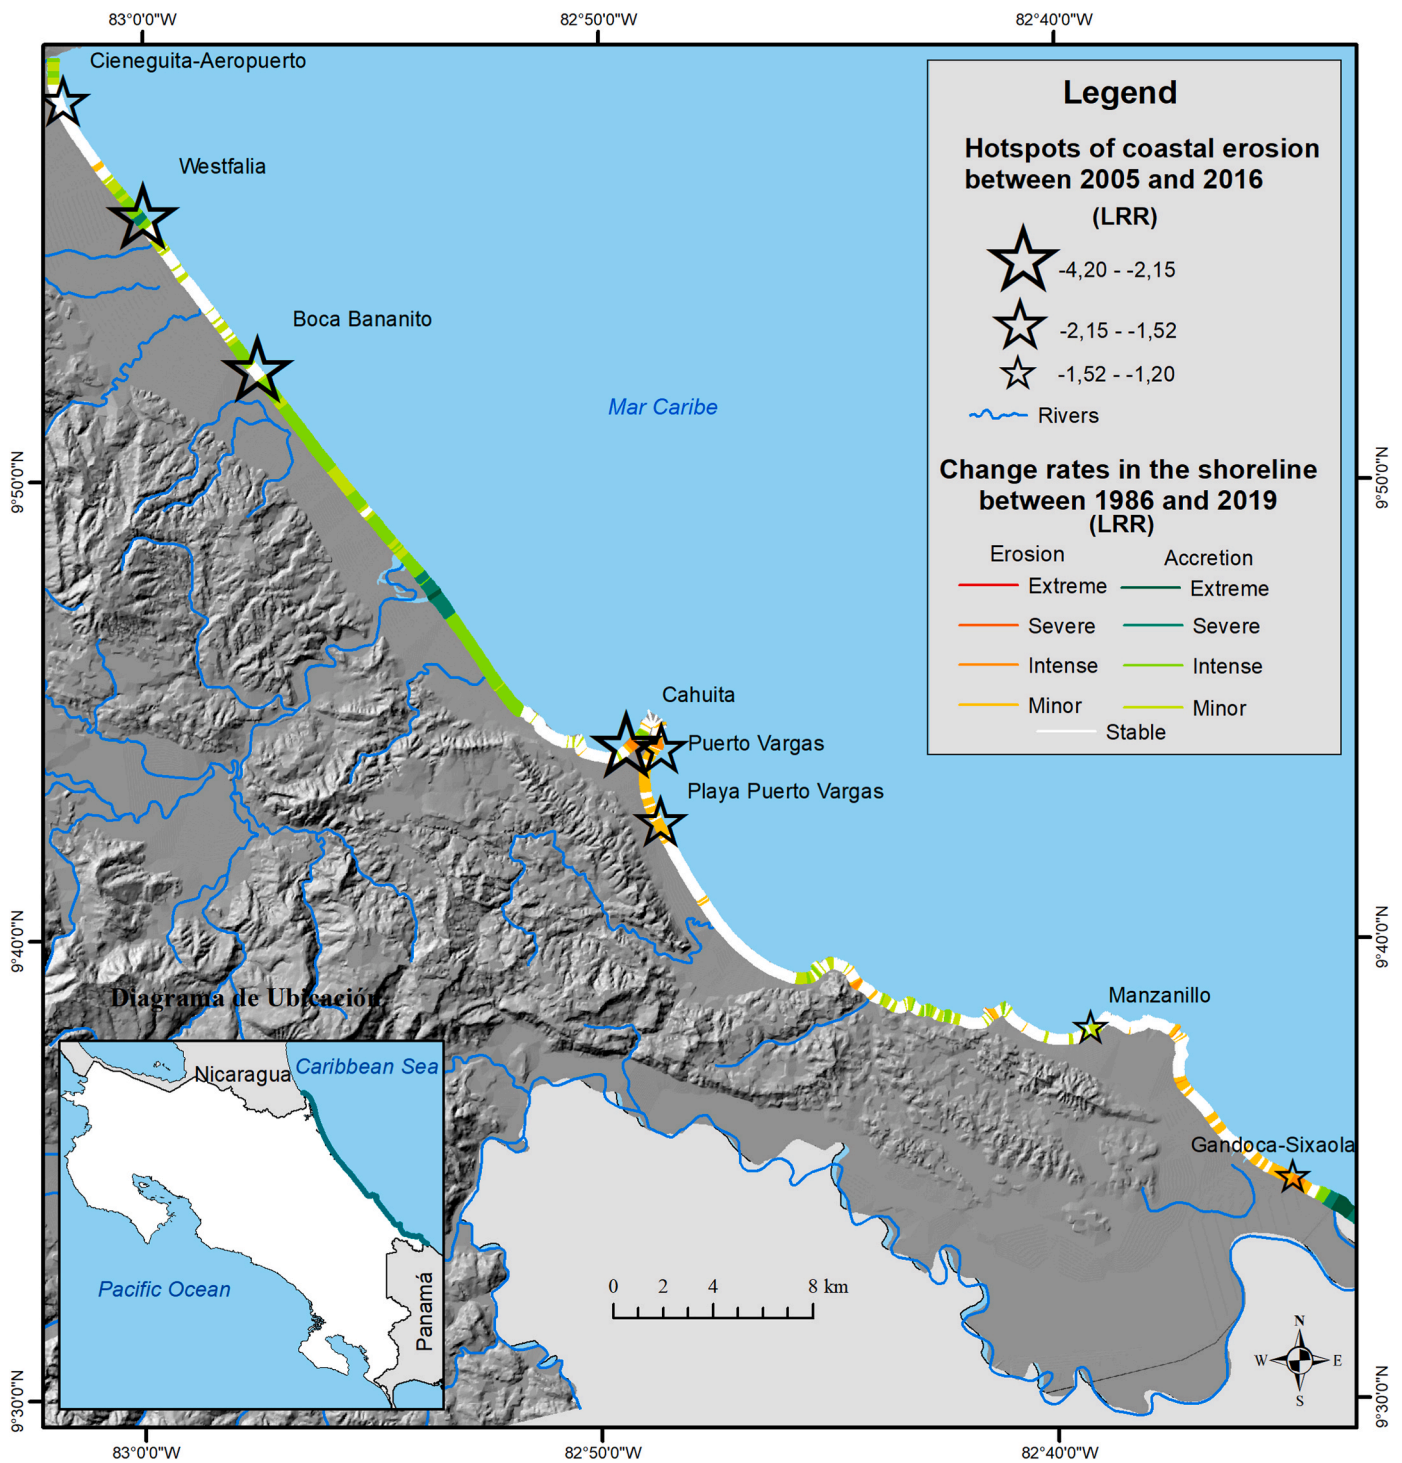 83°0'0"W
82°50'0"W
82°40'0"W
Cieneguita-Aeropuerto
Westfalia
Boca Bananito
Mar Caribe
Legend
Hotspots of coastal erosion
between 2005 and 2016
(LRR)
-4,20 - -2,15
-2,15 - -1,52
-1,52 - -1,20
Rivers
Change rates in the shoreline
between 1986 and 2019
(LRR)
Erosion
Accretion
Extreme
Extreme
Severe
Severe
Intense
Intense
Minor
Minor
Stable
9°50'0"N
9°50'0"N
Cahuita
Puerto Vargas
Playa Puerto Vargas
9°40'0"N
9°40'0"N
Manzanillo
Gandoca-Sixaola
Diagrama de Ubicación
Nicaragua
Caribbean Sea
Pacific Ocean
Panamá
0 2 4 8 km
N
W E
S
9°30'0"N
9°30'0"N
83°0'0"W
82°50'0"W
82°40'0"W